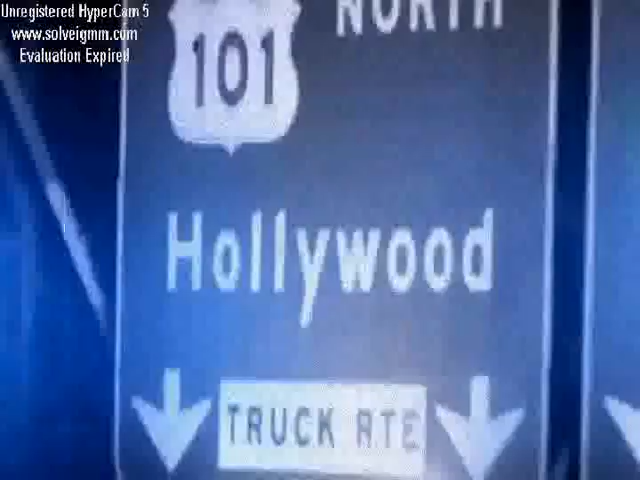 Unregistered HyperCam 5
www.solveigmm.com
Evaluation Expired
NORTH
101
Hollywood
TRUCK RTE